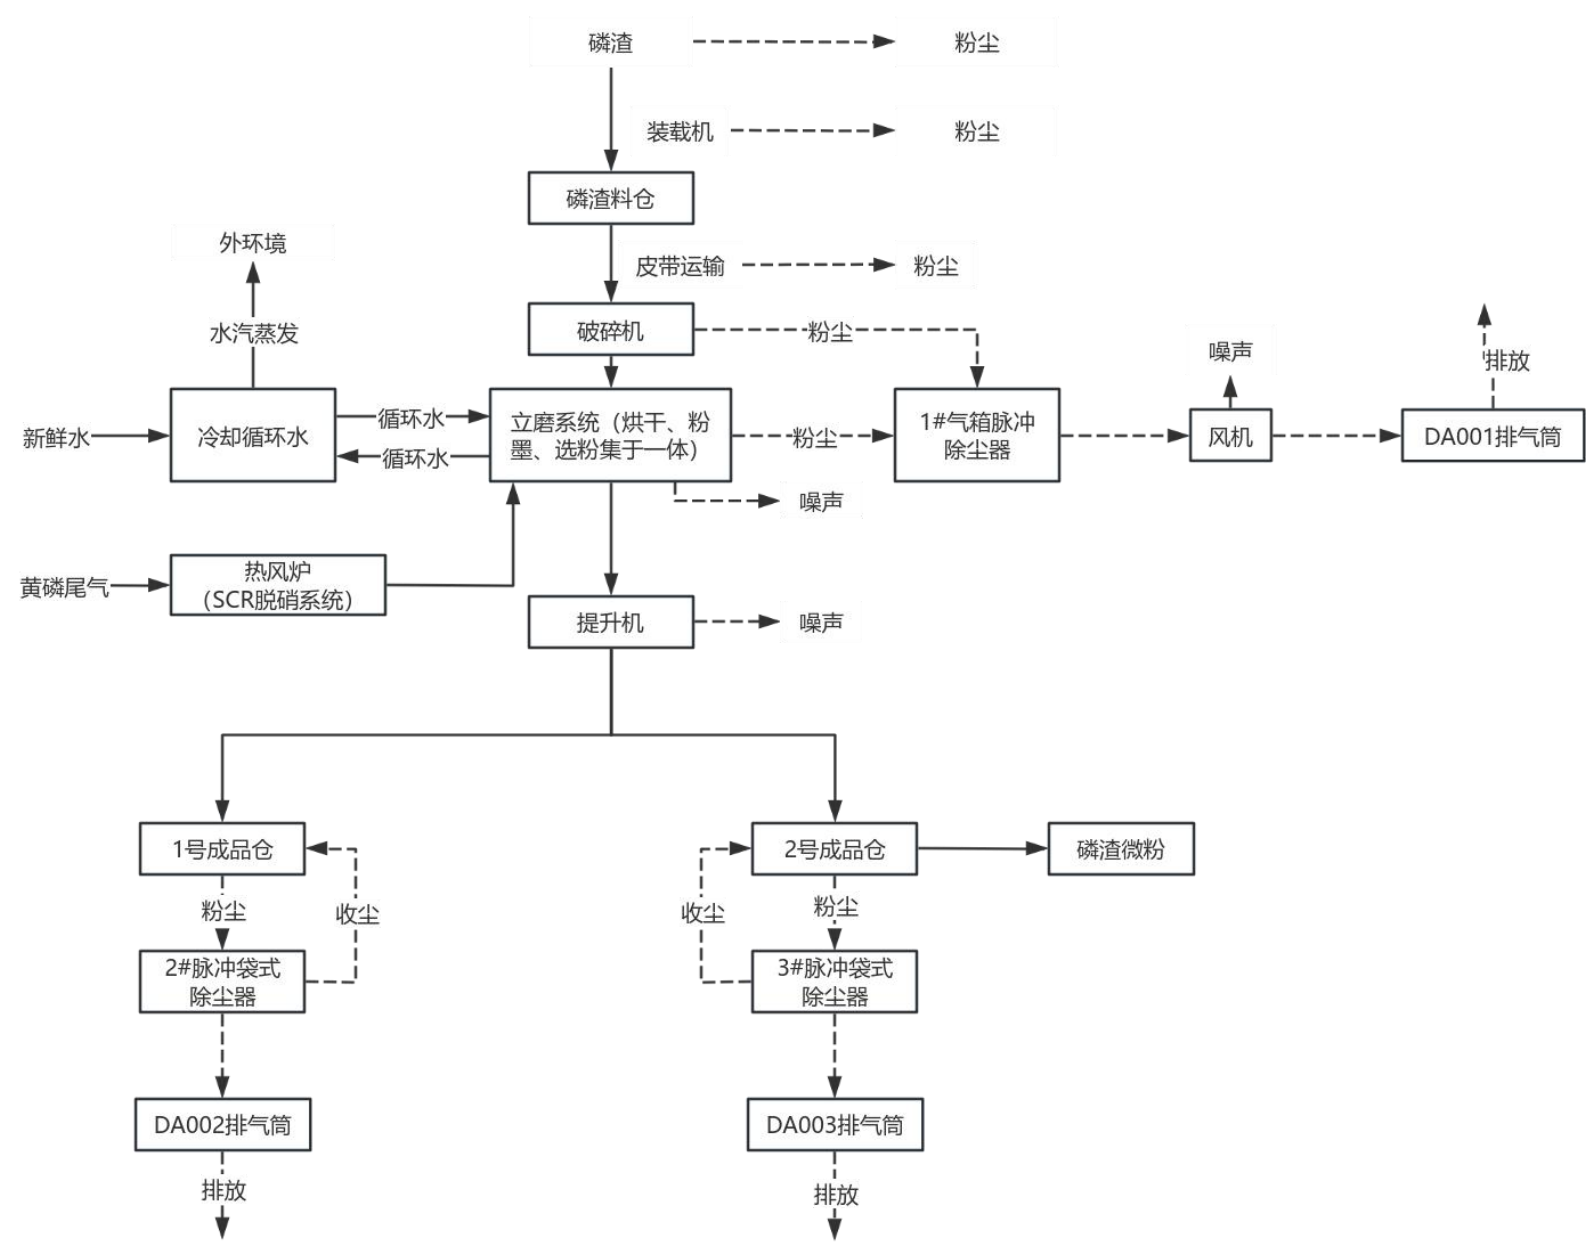 磷渣
粉尘
装载机
粉尘
磷渣料仓
外环境
皮带运输
粉尘
水汽蒸发
破碎机
粉尘
噪声
排放
新鲜水
冷却循环水
循环水
循环水
立磨系统（烘干、粉
墨、选粉集于一体）
粉尘
1#气箱脉冲
除尘器
风机
DA001排气筒
噪声
黄磷尾气
热风炉
（SCR脱硝系统）
提升机
噪声
1号成品仓
2号成品仓
磷渣微粉
粉尘
收尘
收尘
粉尘
2#脉冲袋式
除尘器
3#脉冲袋式
除尘器
DA002排气筒
DA003排气筒
排放
排放